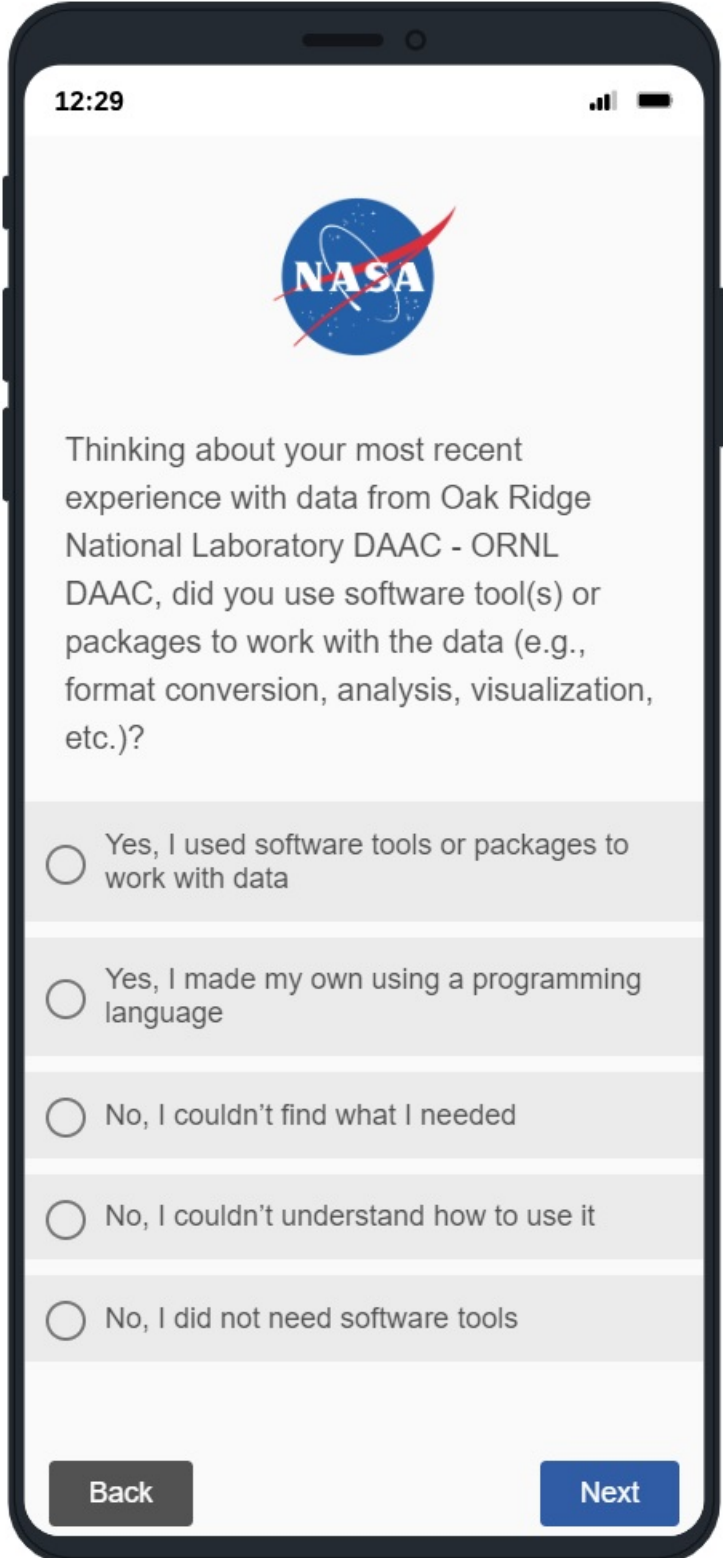 12:29
NASA
Thinking about your most recent
experience with data from Oak Ridge
National Laboratory DAAC - ORNL
DAAC, did you use software tool(s) or
packages to work with the data (e.g.,
format conversion, analysis, visualization,
etc.)?
Yes, I used software tools or packages to
work with data
Yes, I made my own using a programming
language
No, I couldn’t find what I needed
No, I couldn’t understand how to use it
No, I did not need software tools
Back
Next